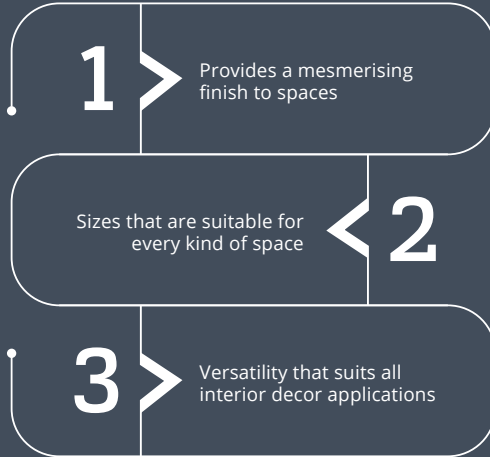 1
Provides a mesmerising
finish to spaces
Sizes that are suitable for
every kind of space
2
3
Versatility that suits all
interior decor applications